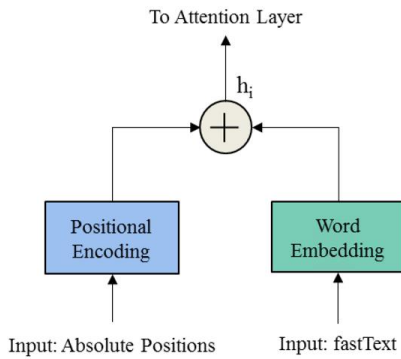 To Attention Layer
hi
+
Positional
Encoding
Word
Embedding
Input: Absolute Positions
Input: fastText